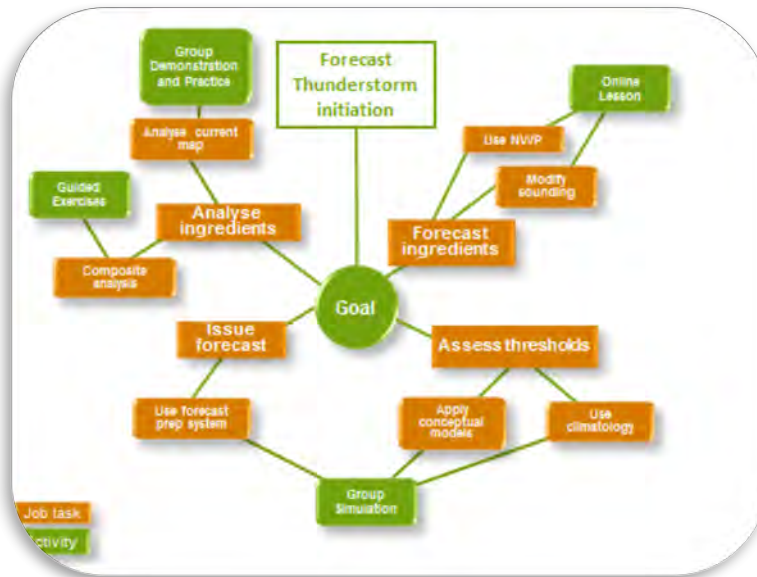 Group
Demonstration
and Practice
Forecast
Thunderstorm
initiation
Online
Lesson
Analyse current
map
Use NWP
Modify
sounding
Guided
Exercises
Analyse
ingredients
Forecast
ingredients
Composite
analysis
Goal
Issue
forecast
Assess thresholds
Use forecast
prep system
Apply
conceptual
models
Use
climatology
Group
Simulation
Job task
Activity